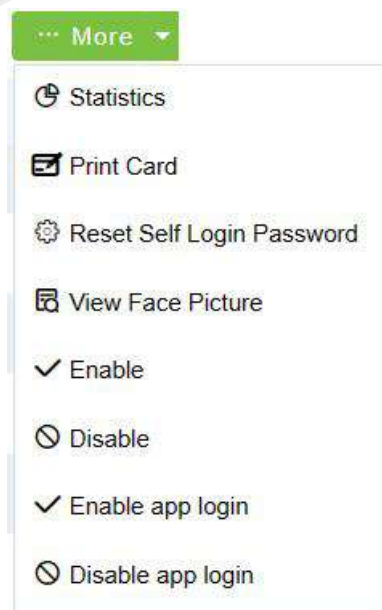 ··· More
Statistics
Print Card
Reset Self Login Password
View Face Picture
Enable
Disable
Enable app login
Disable app login